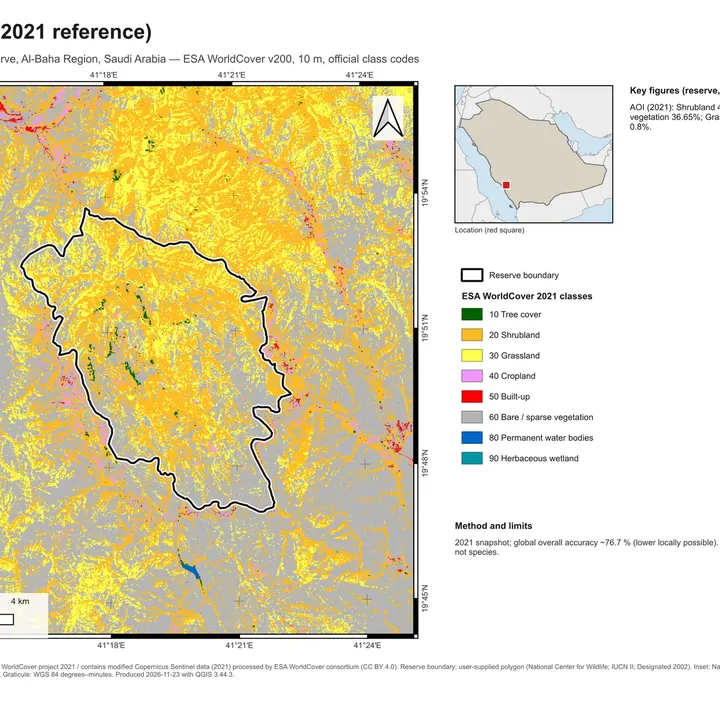 2021 reference)
rve, Al-Baha Region, Saudi Arabia — ESA WorldCover v200, 10 m, official class codes
41°18'E 41°21'E 41°24'E
19°54'N
19°51'N
19°48'N
19°45'N
4 km
41°18'E 41°21'E 41°24'E
Location (red square)
Key figures (reserve,
AOI (2021): Shrubland 4
vegetation 36.65%; Gra
0.8%.
Reserve boundary
ESA WorldCover 2021 classes
10 Tree cover
20 Shrubland
30 Grassland
40 Cropland
50 Built-up
60 Bare / sparse vegetation
80 Permanent water bodies
90 Herbaceous wetland
Method and limits
2021 snapshot; global overall accuracy ~76.7 % (lower locally possible).
not species.
WorldCover project 2021 / contains modified Copernicus Sentinel data (2021) processed by ESA WorldCover consortium (CC BY 4.0). Reserve boundary: user-supplied polygon (National Center for Wildlife; IUCN II; Designated 2002). Inset: Na
: Graticule: WGS 84 degrees–minutes. Produced 2026-11-23 with QGIS 3.44.3.